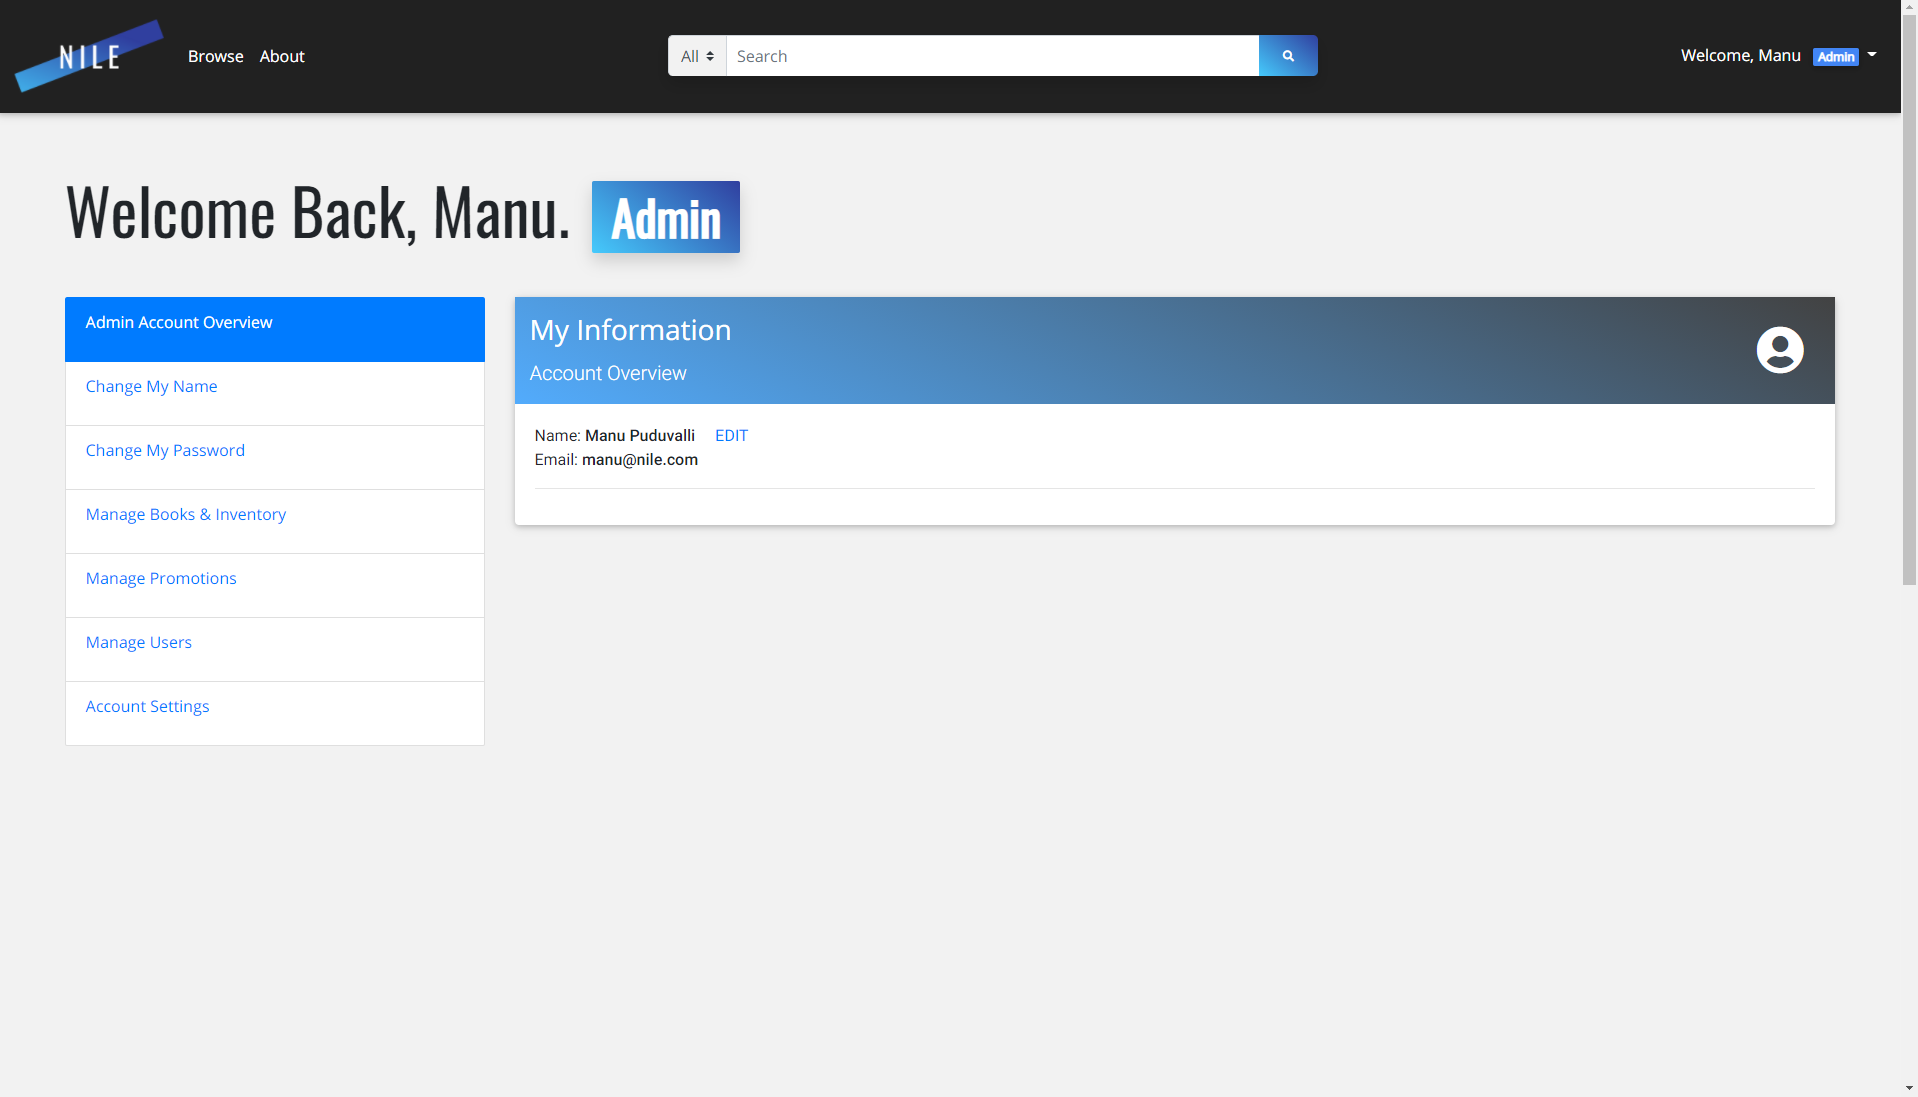 NILE
Browse About
All Search
Welcome, Manu Admin
Welcome Back, Manu. Admin
Admin Account Overview
Change My Name
Change My Password
Manage Books & Inventory
Manage Promotions
Manage Users
Account Settings
My Information
Account Overview
Name: Manu Puduvalli EDIT
Email: manu@nile.com